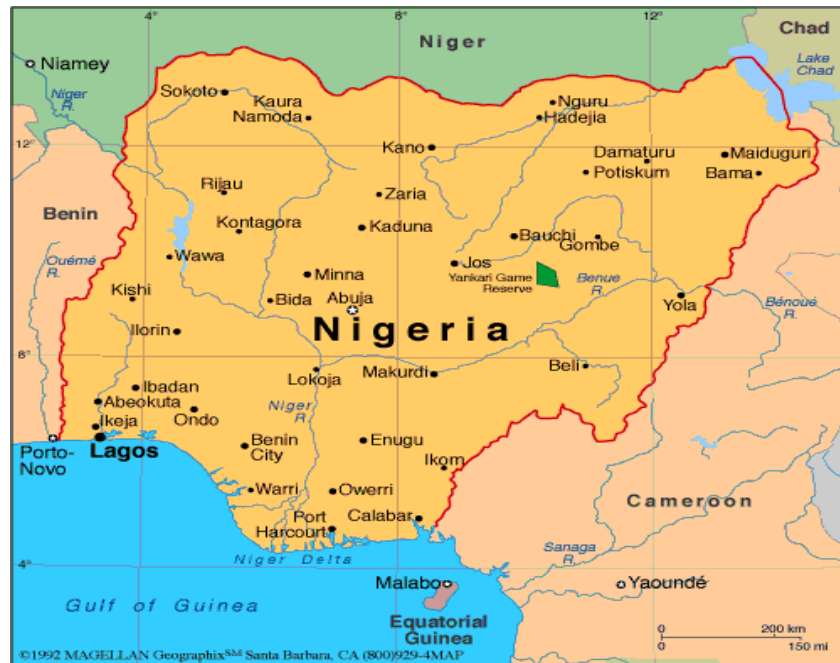 4°
8°
12°
Chad
Niger
Niamey
Lake
Chad
Niger
R.
Sokoto
Kaura
Namoda
Nguru
Hadejia
12°
Kano
Damaturu
Maiduguri
Potiskum
Bama
Rijau
Zaria
Benin
Kontagora
Kaduna
Bauchi
Gombe
Ouémé
R.
Wawa
Jos
Minna
Yankari Game
Reserve
Benue
R.
Kishi
Bida
Abuja
Yola
Bénoué
R.
Nigeria
Ilorin
8°
Beli
Lokoja
Makurdi
Ibadan
Abeokuta
Niger
R.
Ondo
Ikeja
Lagos
Benin
City
Enugu
Porto-
Novo
Ikom
Warri
Owerri
Cameroon
Port
Harcourt
Calabar
Niger Delta
Sanaga
R.
4°
Malabo
Yaoundé
Gulf of Guinea
Equatorial
Guinea
0 200 km
0 150 mi
©1992 MAGELLAN Geographix℠ Santa Barbara, CA (800)929-4MAP